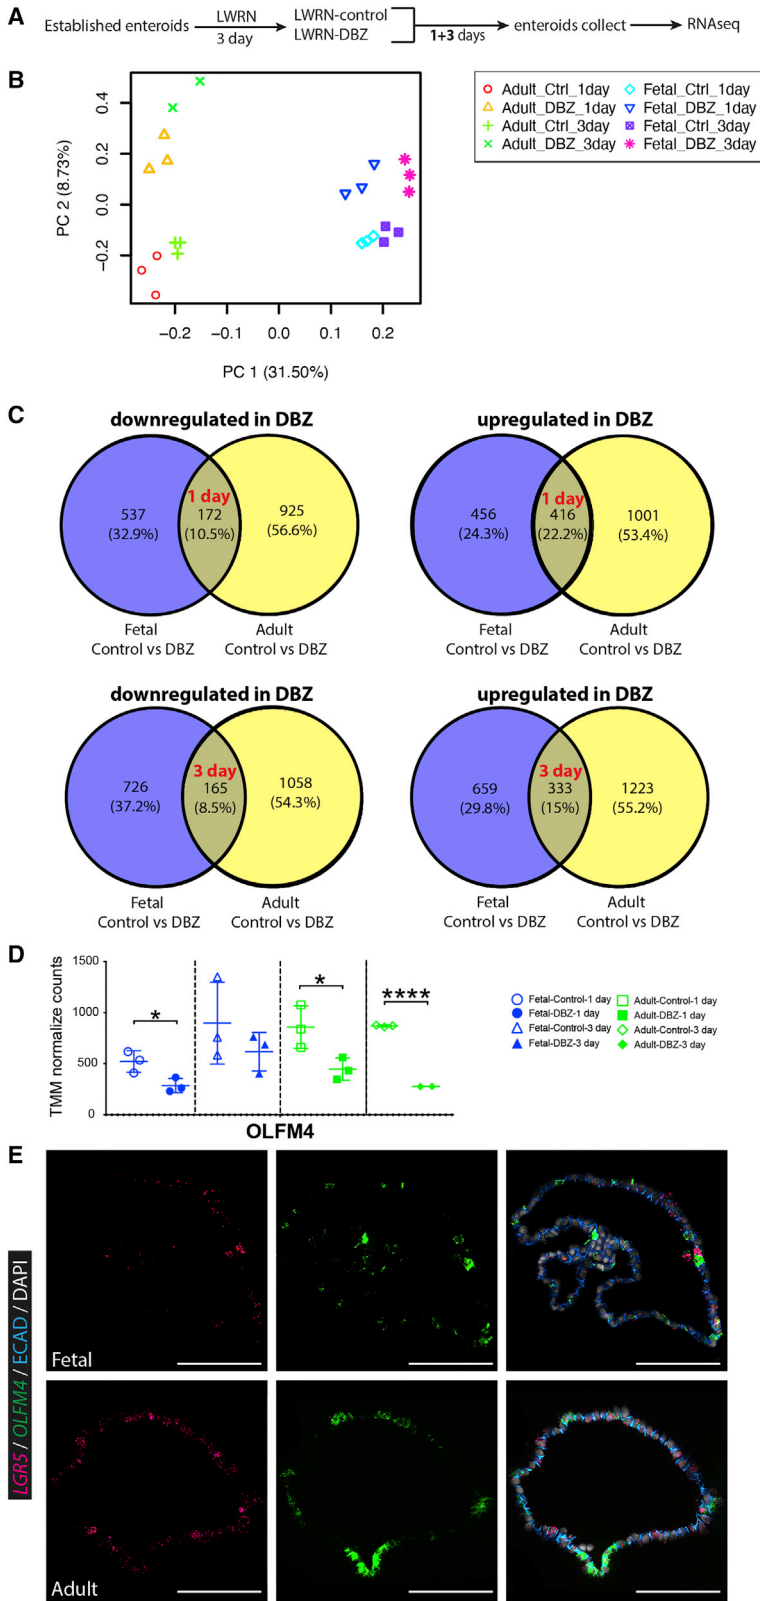 A
Established enteroids
LWRN
3 day
LWRN-control
LWRN-DBZ
1+3 days
enteroids collect
RNAseq
B
PC 2 (8.73%)
0.4
0.2
0.0
−0.2
−0.2
−0.1
0.0
0.1
0.2
PC 1 (31.50%)
Adult_Ctrl_1day
Adult_DBZ_1day
Adult_Ctrl_3day
Adult_DBZ_3day
Fetal_Ctrl_1day
Fetal_DBZ_1day
Fetal_Ctrl_3day
Fetal_DBZ_3day
C
downregulated in DBZ
1 day
537
(32.9%)
172
(10.5%)
925
(56.6%)
Fetal
Control vs DBZ
Adult
Control vs DBZ
upregulated in DBZ
1 day
456
(24.3%)
416
(22.2%)
1001
(53.4%)
Fetal
Control vs DBZ
Adult
Control vs DBZ
downregulated in DBZ
3 day
726
(37.2%)
165
(8.5%)
1058
(54.3%)
Fetal
Control vs DBZ
Adult
Control vs DBZ
upregulated in DBZ
3 day
659
(29.8%)
333
(15%)
1223
(55.2%)
Fetal
Control vs DBZ
Adult
Control vs DBZ
D
TMM normalize counts
1500
1000
500
0
*
*
****
OLFM4
Fetal-Control-1 day
Fetal-DBZ-1 day
Fetal-Control-3 day
Fetal-DBZ-3 day
Adult-Control-1 day
Adult-DBZ-1 day
Adult-Control-3 day
Adult-DBZ-3 day
E
LGR5 / OLFM4 / ECAD / DAPI
Fetal
Adult